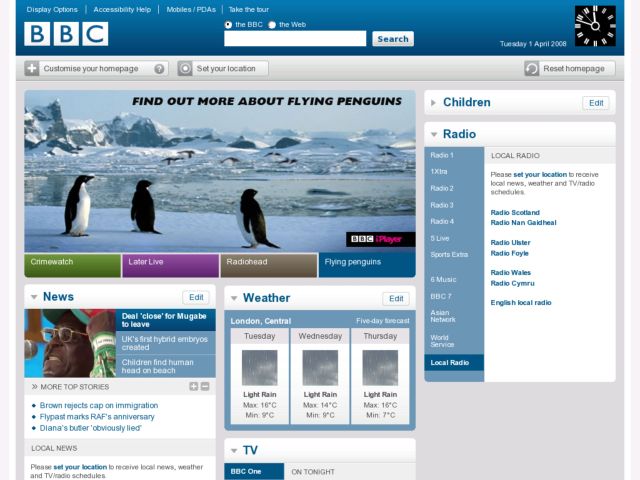 Display Options
Accessibility Help
Mobiles / PDAs
Take the tour
BBC
the BBC
the Web
Search
Tuesday 1 April 2008
Customise your homepage
?
Set your location
Reset homepage
FIND OUT MORE ABOUT FLYING PENGUINS
BBC iPlayer
Crimewatch
Later Live
Radiohead
Flying penguins
News
Edit
Deal 'close' for Mugabe
to leave
UK's first hybrid embryos
created
Children find human
head on beach
MORE TOP STORIES
Brown rejects cap on immigration
Flypast marks RAF's anniversary
Diana's butler 'obviously lied'
LOCAL NEWS
Please set your location to receive local news, weather
and TV/radio schedules.
Weather
Edit
London, Central
Five-day forecast
Tuesday
Wednesday
Thursday
Light Rain
Light Rain
Light Rain
Max: 16°C
Max: 14°C
Max: 16°C
Min: 9°C
Min: 9°C
Min: 7°C
TV
BBC One
ON TONIGHT
Children
Edit
Radio
Radio 1
1Xtra
Radio 2
Radio 3
Radio 4
5 Live
Sports Extra
6 Music
BBC 7
Asian
Network
World
Service
Local Radio
LOCAL RADIO
Please set your location to receive
local news, weather and TV/radio
schedules.
Radio Scotland
Radio Nan Gaidheal
Radio Ulster
Radio Foyle
Radio Wales
Radio Cymru
English local radio